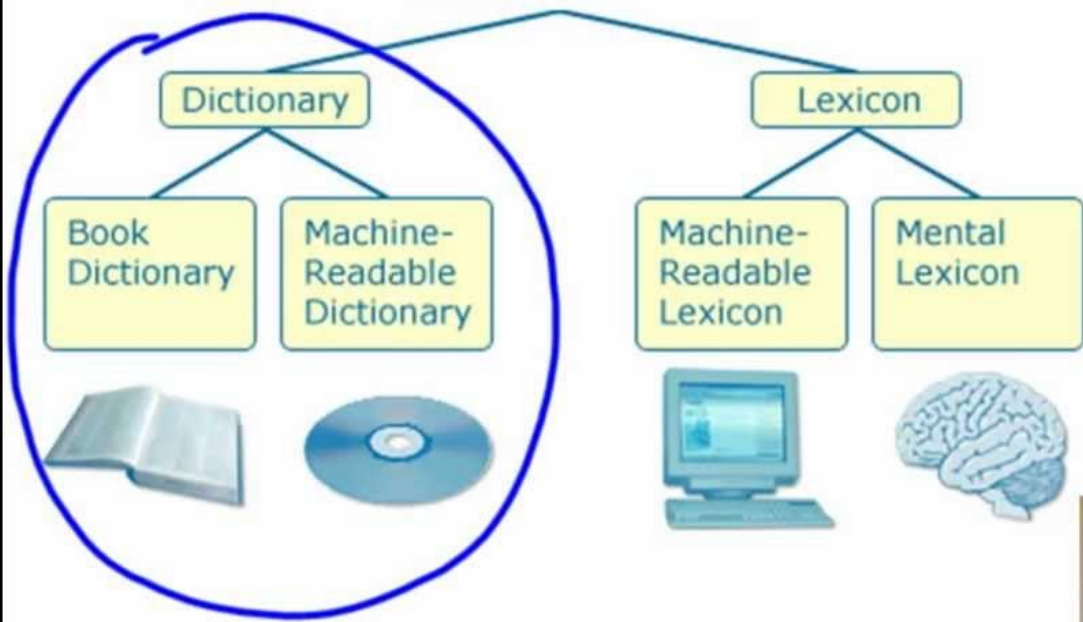 Dictionary
Lexicon
Book
Dictionary
Machine-
Readable
Dictionary
Machine-
Readable
Lexicon
Mental
Lexicon